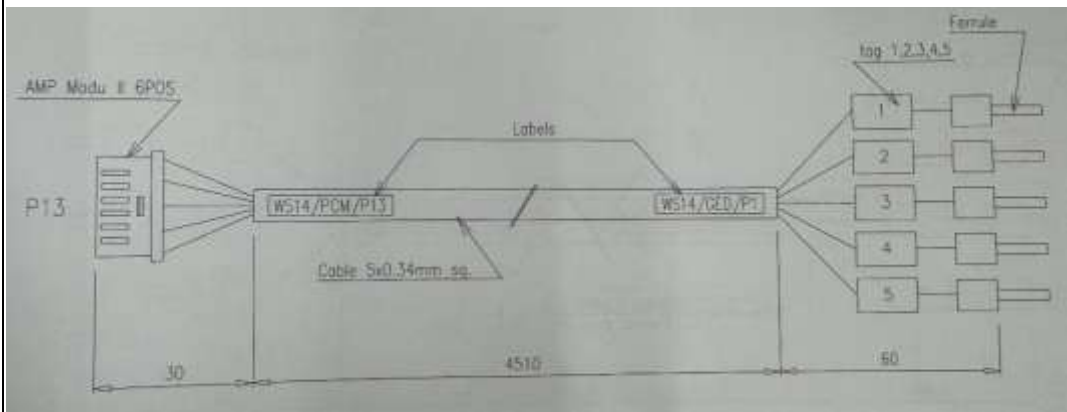 Ferrule
tag 1,2,3,4,5
AMP Modu II 6POS
Labels
1
2
P13
WS14/PCM/P13
WS14/GED/P1
3
4
Cable 5x0.34mm sq.
5
30
4510
60